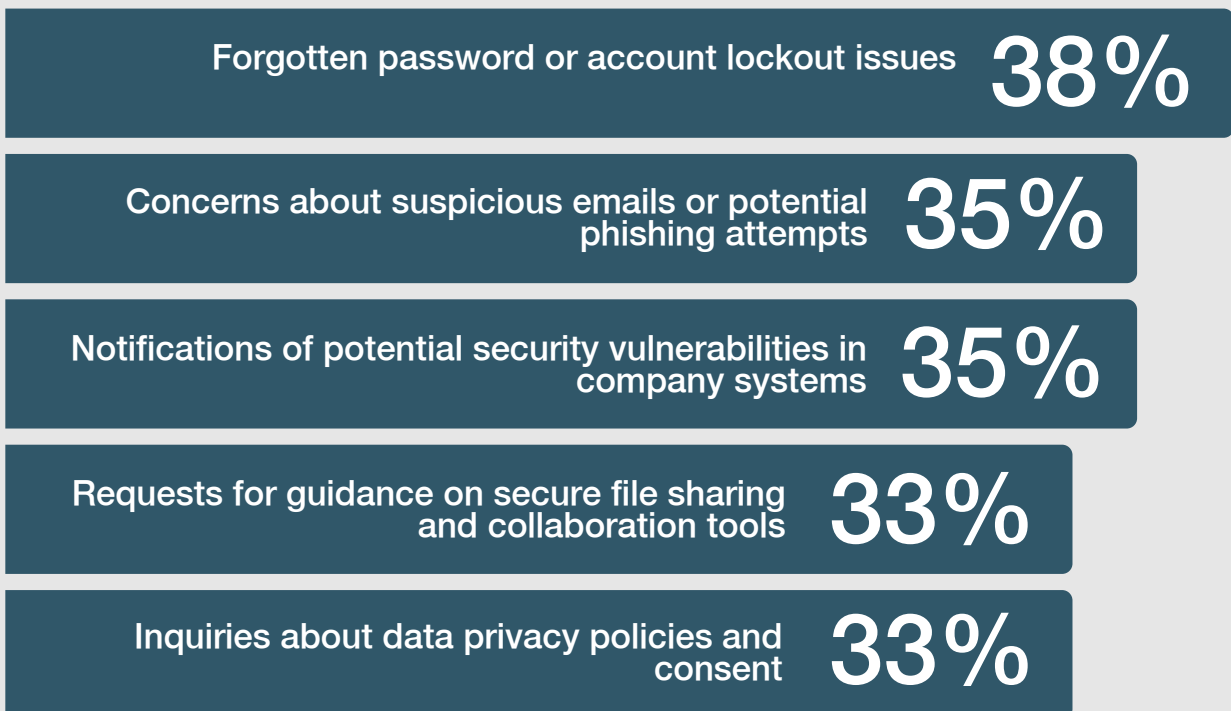 Forgotten password or account lockout issues 38%
Concerns about suspicious emails or potential
phishing attempts 35%
Notifications of potential security vulnerabilities in
company systems 35%
Requests for guidance on secure file sharing
and collaboration tools 33%
Inquiries about data privacy policies and
consent 33%